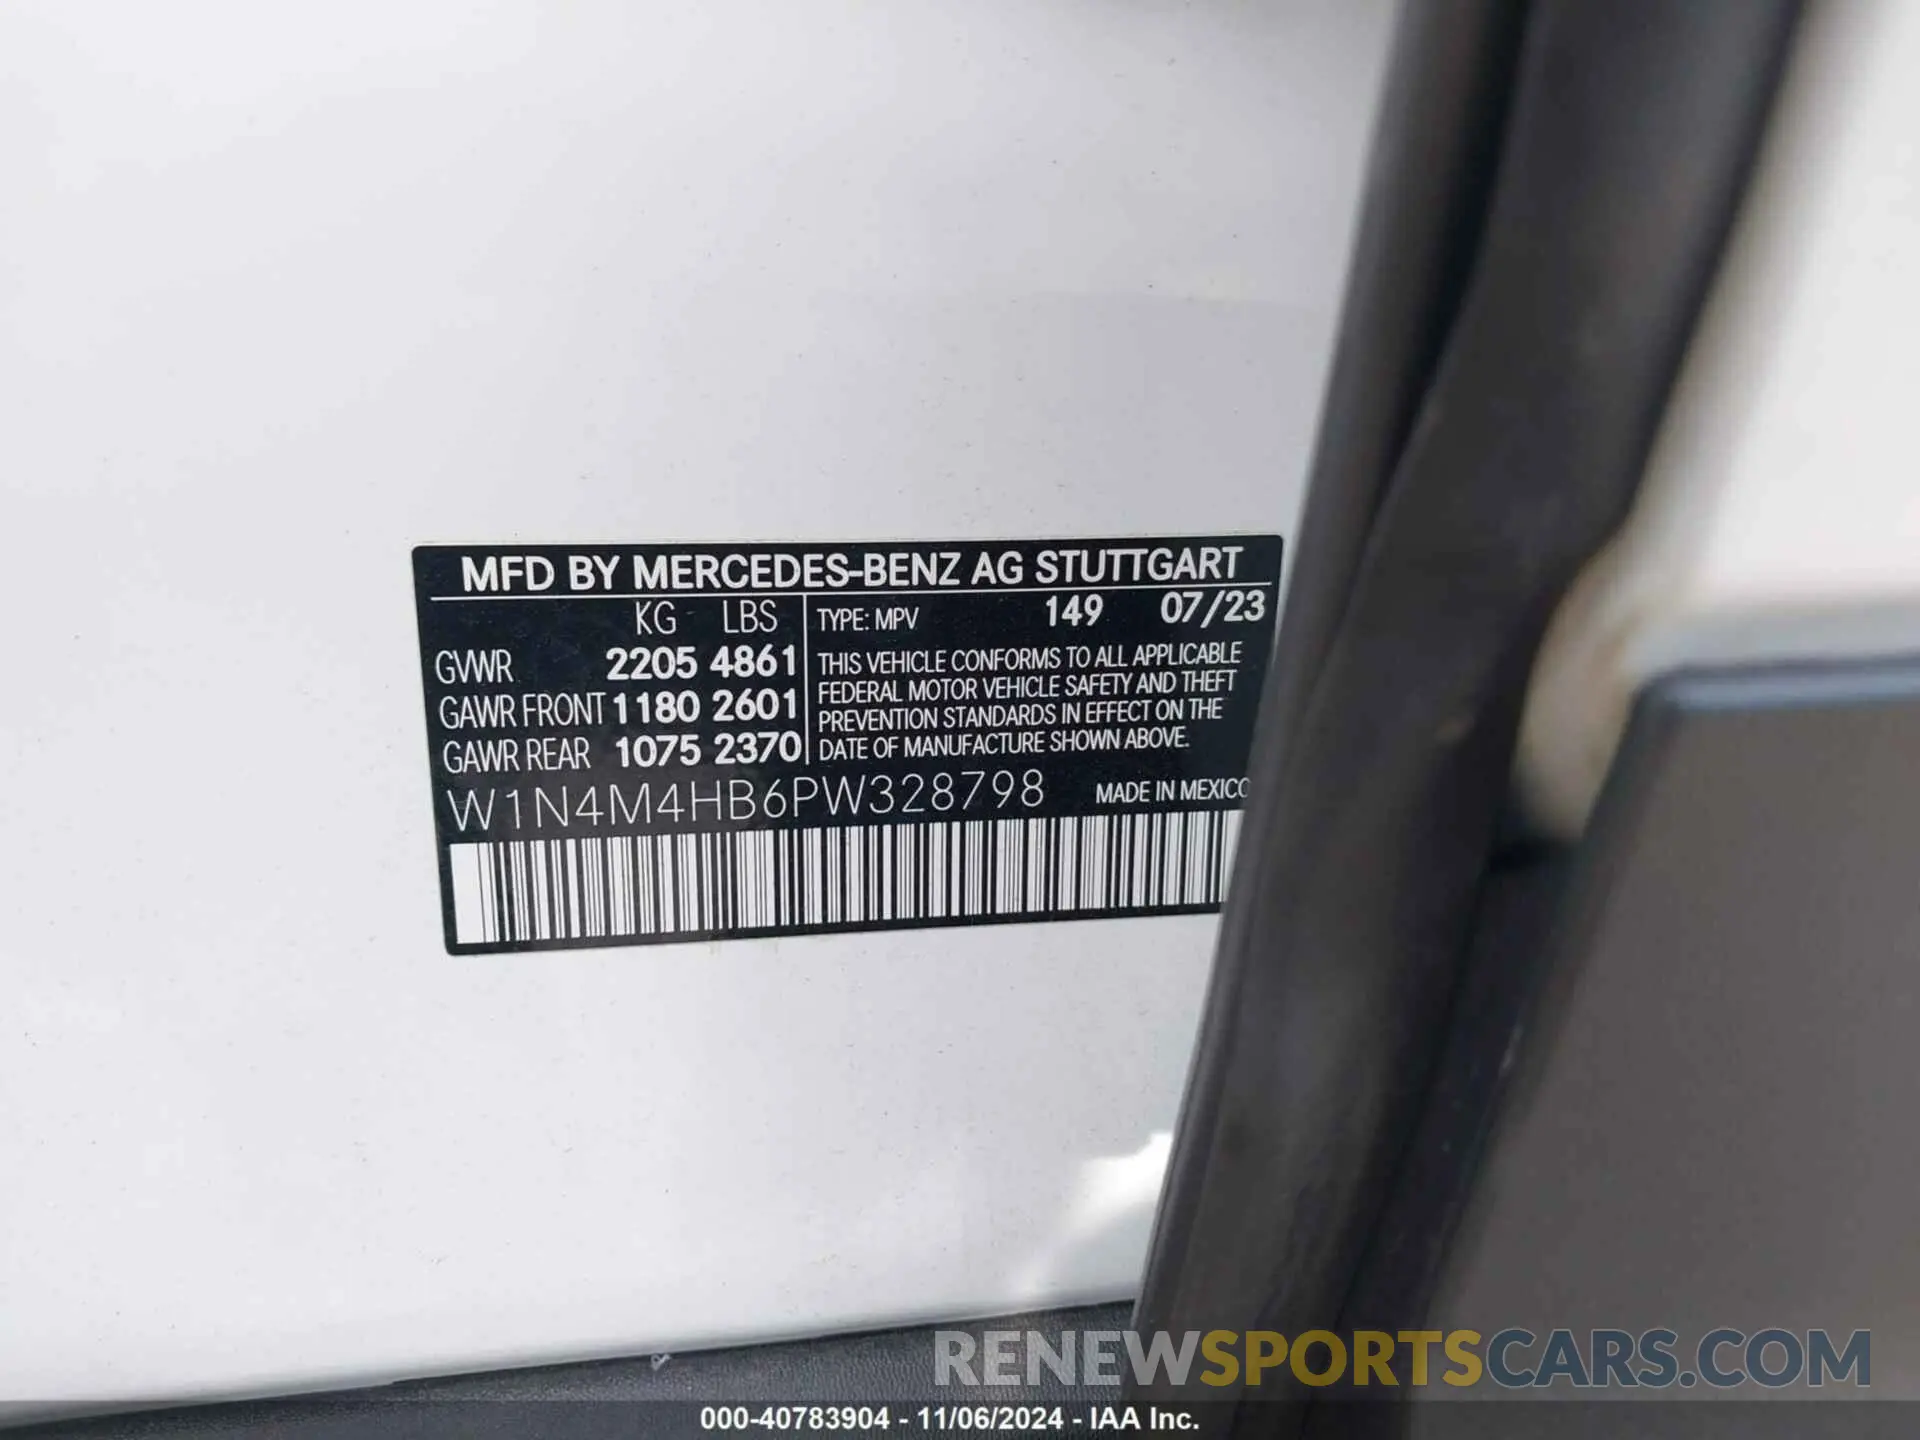 MFD BY MERCEDES-BENZ AG STUTTGART
KG LBS
GVWR 2205 4861
GAWR FRONT 1180 2601
GAWR REAR 1075 2370
TYPE: MPV 149 07/23
THIS VEHICLE CONFORMS TO ALL APPLICABLE
FEDERAL MOTOR VEHICLE SAFETY AND THEFT
PREVENTION STANDARDS IN EFFECT ON THE
DATE OF MANUFACTURE SHOWN ABOVE.
W1N4M4HB6PW328798 MADE IN MEXICO
RENEWSPORTSCARS.COM
000-40783904 - 11/06/2024 - IAA Inc.